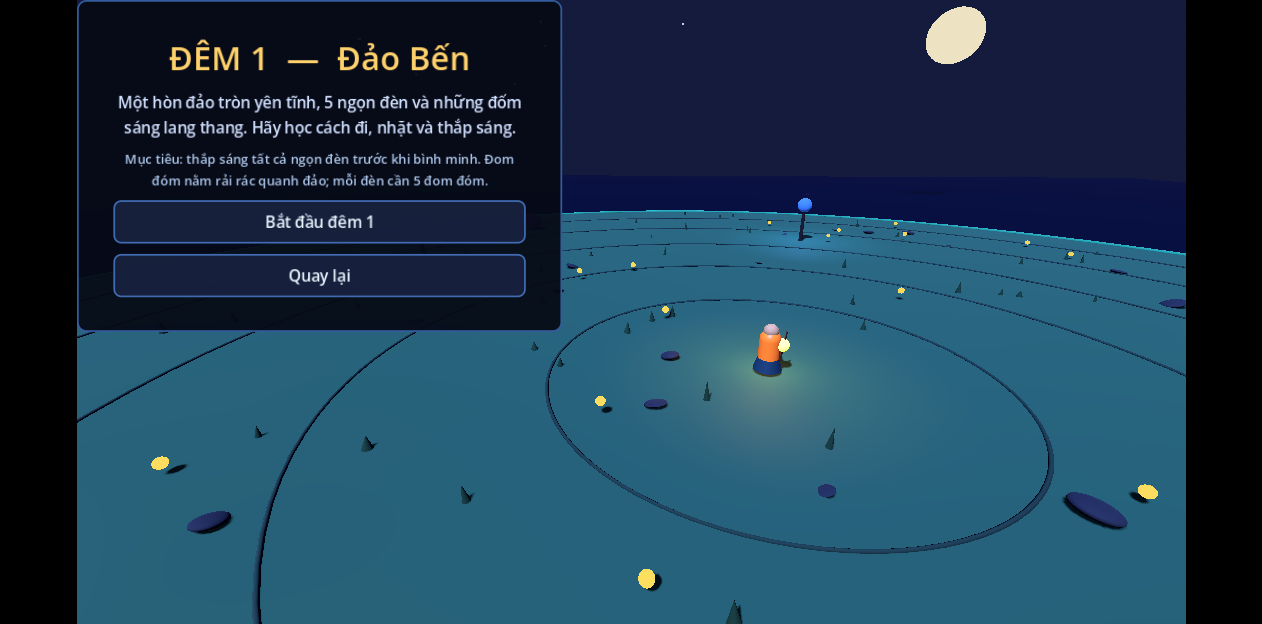 ĐÊM 1 — Đảo Bến
Một hòn đảo tròn yên tĩnh, 5 ngọn đèn và những đốm
sáng lang thang. Hãy học cách đi, nhặt và thắp sáng.
Mục tiêu: thắp sáng tất cả ngọn đèn trước khi bình minh. Đom
đóm nằm rải rác quanh đảo; mỗi đèn cần 5 đom đóm.
Bắt đầu đêm 1
Quay lại